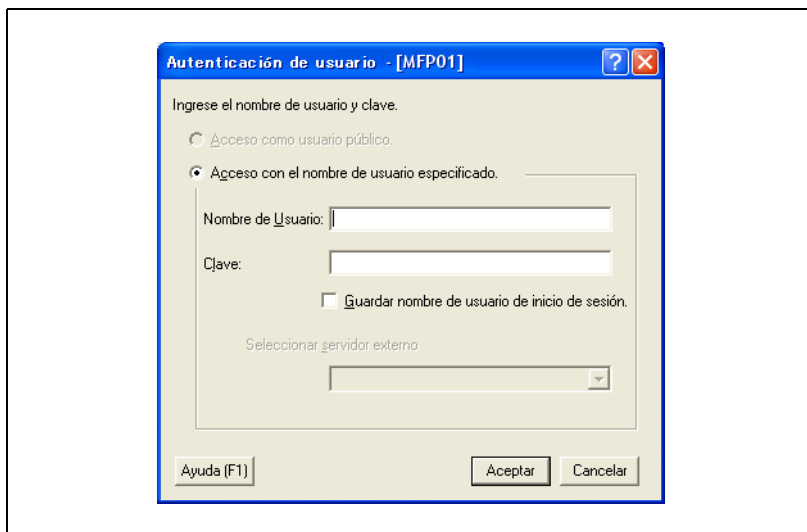 Autenticación de usuario - [MFP01]
Ingrese el nombre de usuario y clave.
Acceso como usuario público.
Acceso con el nombre de usuario especificado.
Nombre de Usuario:
Clave:
Guardar nombre de usuario de inicio de sesión.
Seleccionar servidor externo
Ayuda (F1) Aceptar Cancelar